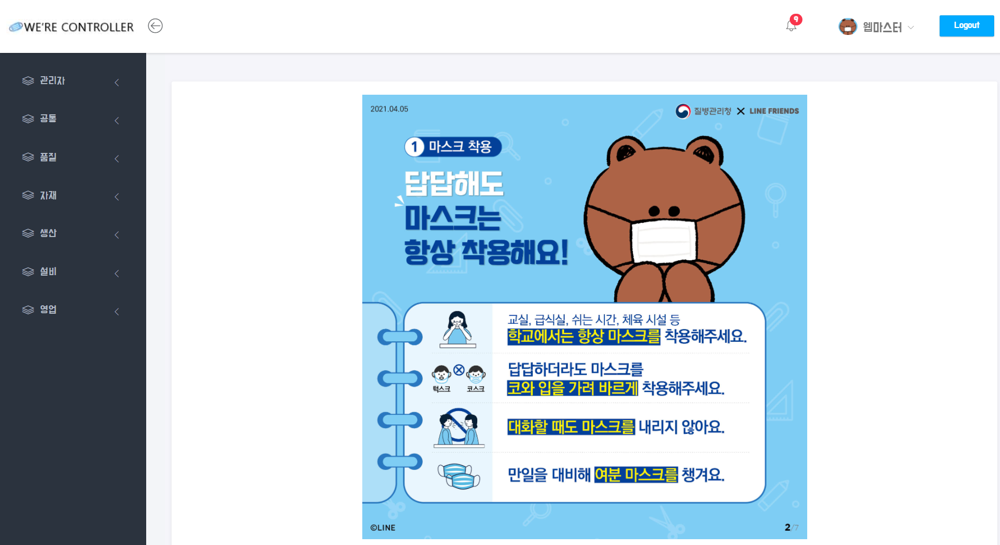 WE'RE CONTROLLER
9
웹마스터
Logout
관리자
공통
품질
자재
생산
설비
영업
2021.04.05
질병관리청 X LINE FRIENDS
1 마스크 착용
답답해도
마스크는
항상 착용해요!
교실, 급식실, 쉬는 시간, 체육 시설 등
학교에서는 항상 마스크를 착용해주세요.
답답하더라도 마스크를
코와 입을 가려 바르게 착용해주세요.
턱스크 코스크
대화할 때도 마스크를 내리지 않아요.
만일을 대비해 여분 마스크를 챙겨요.
©LINE
2/7